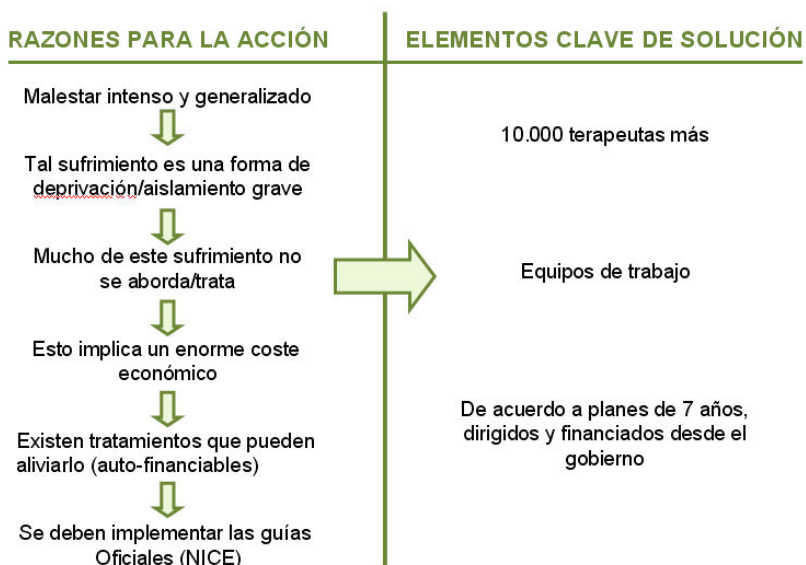 RAZONES PARA LA ACCIÓN
Malestar intenso y generalizado
Tal sufrimiento es una forma de
deprivación/aislamiento grave
Mucho de este sufrimiento no
se aborda/trata
Esto implica un enorme coste
económico
Existen tratamientos que pueden
aliviarlo (auto-financiables)
Se deben implementar las guías
Oficiales (NICE)
ELEMENTOS CLAVE DE SOLUCIÓN
10.000 terapeutas más
Equipos de trabajo
De acuerdo a planes de 7 años,
dirigidos y financiados desde el
gobierno